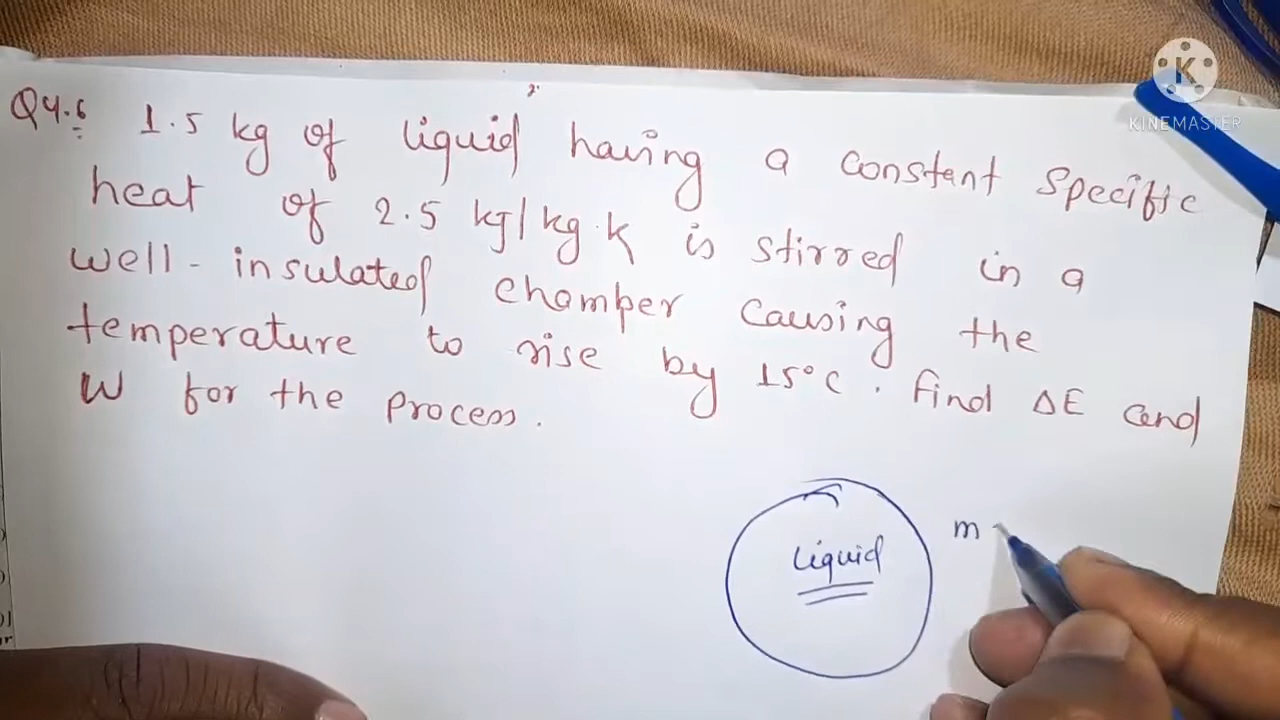 Q4.6 1.5 kg of liquid having a constant specific
heat of 2.5 kJ/kg.K is stirred in a
well-insulated chamber causing the
temperature to rise by 15°C. find ΔE and
W for the process.
liquid
m
K
KINEMASTER